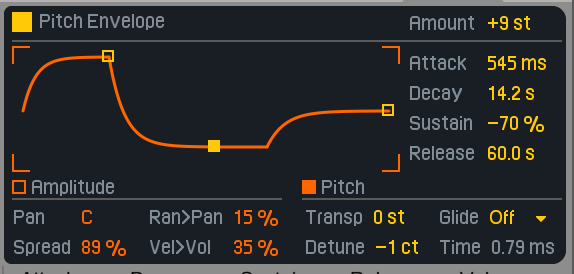 Pitch Envelope Amount +9 st
Attack 545 ms
Decay 14.2 s
Sustain -70 %
Release 60.0 s
Amplitude Pitch
Pan C Ran>Pan 15 % Transp 0 st Glide Off
Spread 89 % Vel>Vol 35 % Detune -1 ct Time 0.79 ms